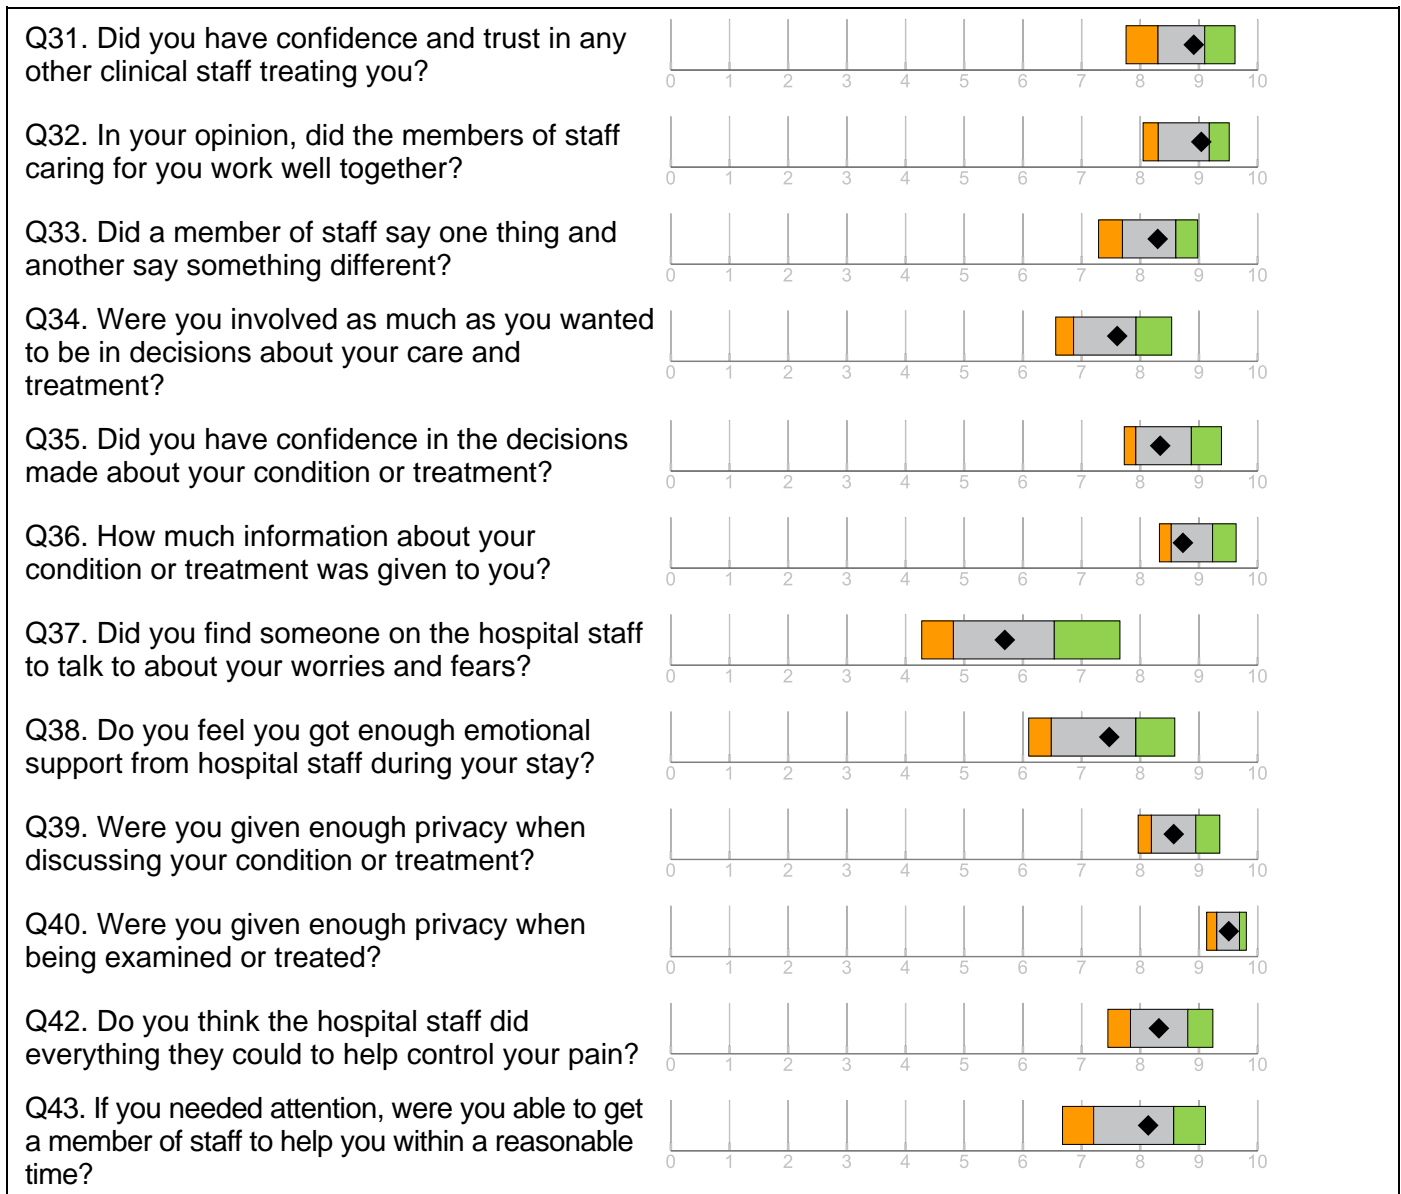 Q31. Did you have confidence and trust in any
other clinical staff treating you?
0 1 2 3 4 5 6 7 8 9 10
Q32. In your opinion, did the members of staff
caring for you work well together?
0 1 2 3 4 5 6 7 8 9 10
Q33. Did a member of staff say one thing and
another say something different?
0 1 2 3 4 5 6 7 8 9 10
Q34. Were you involved as much as you wanted
to be in decisions about your care and
treatment?
0 1 2 3 4 5 6 7 8 9 10
Q35. Did you have confidence in the decisions
made about your condition or treatment?
0 1 2 3 4 5 6 7 8 9 10
Q36. How much information about your
condition or treatment was given to you?
0 1 2 3 4 5 6 7 8 9 10
Q37. Did you find someone on the hospital staff
to talk to about your worries and fears?
0 1 2 3 4 5 6 7 8 9 10
Q38. Do you feel you got enough emotional
support from hospital staff during your stay?
0 1 2 3 4 5 6 7 8 9 10
Q39. Were you given enough privacy when
discussing your condition or treatment?
0 1 2 3 4 5 6 7 8 9 10
Q40. Were you given enough privacy when
being examined or treated?
0 1 2 3 4 5 6 7 8 9 10
Q42. Do you think the hospital staff did
everything they could to help control your pain?
0 1 2 3 4 5 6 7 8 9 10
Q43. If you needed attention, were you able to get
a member of staff to help you within a reasonable
time?
0 1 2 3 4 5 6 7 8 9 10